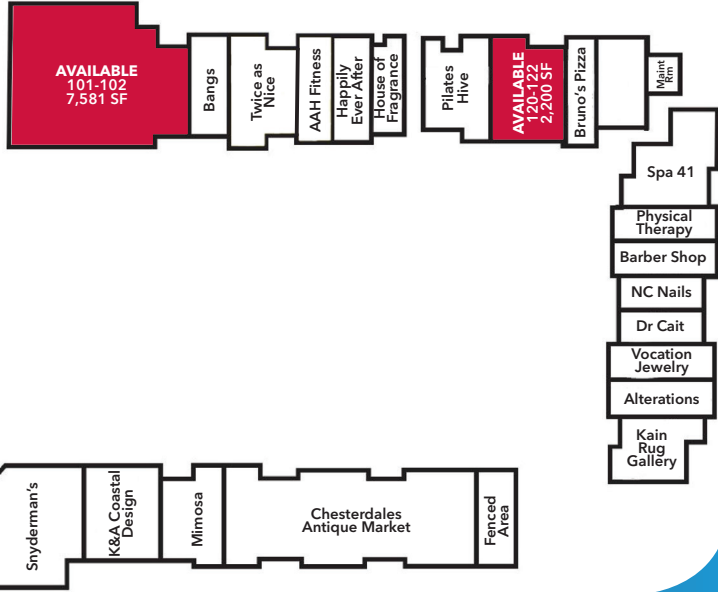 AVAILABLE
101-102
7,581 SF
Bangs
Twice as
Nice
AAH Fitness
Happily
Ever After
House of
Fragrance
Pilates
Hive
AVAILABLE
120-122
2,200 SF
Bruno's Pizza
Maint
Rm
Spa 41
Physical
Therapy
Barber Shop
NC Nails
Dr Cait
Vocation
Jewelry
Alterations
Kain
Rug
Gallery
Snyderman's
K&A Coastal
Design
Mimosa
Chesterdales
Antique Market
Fenced
Area